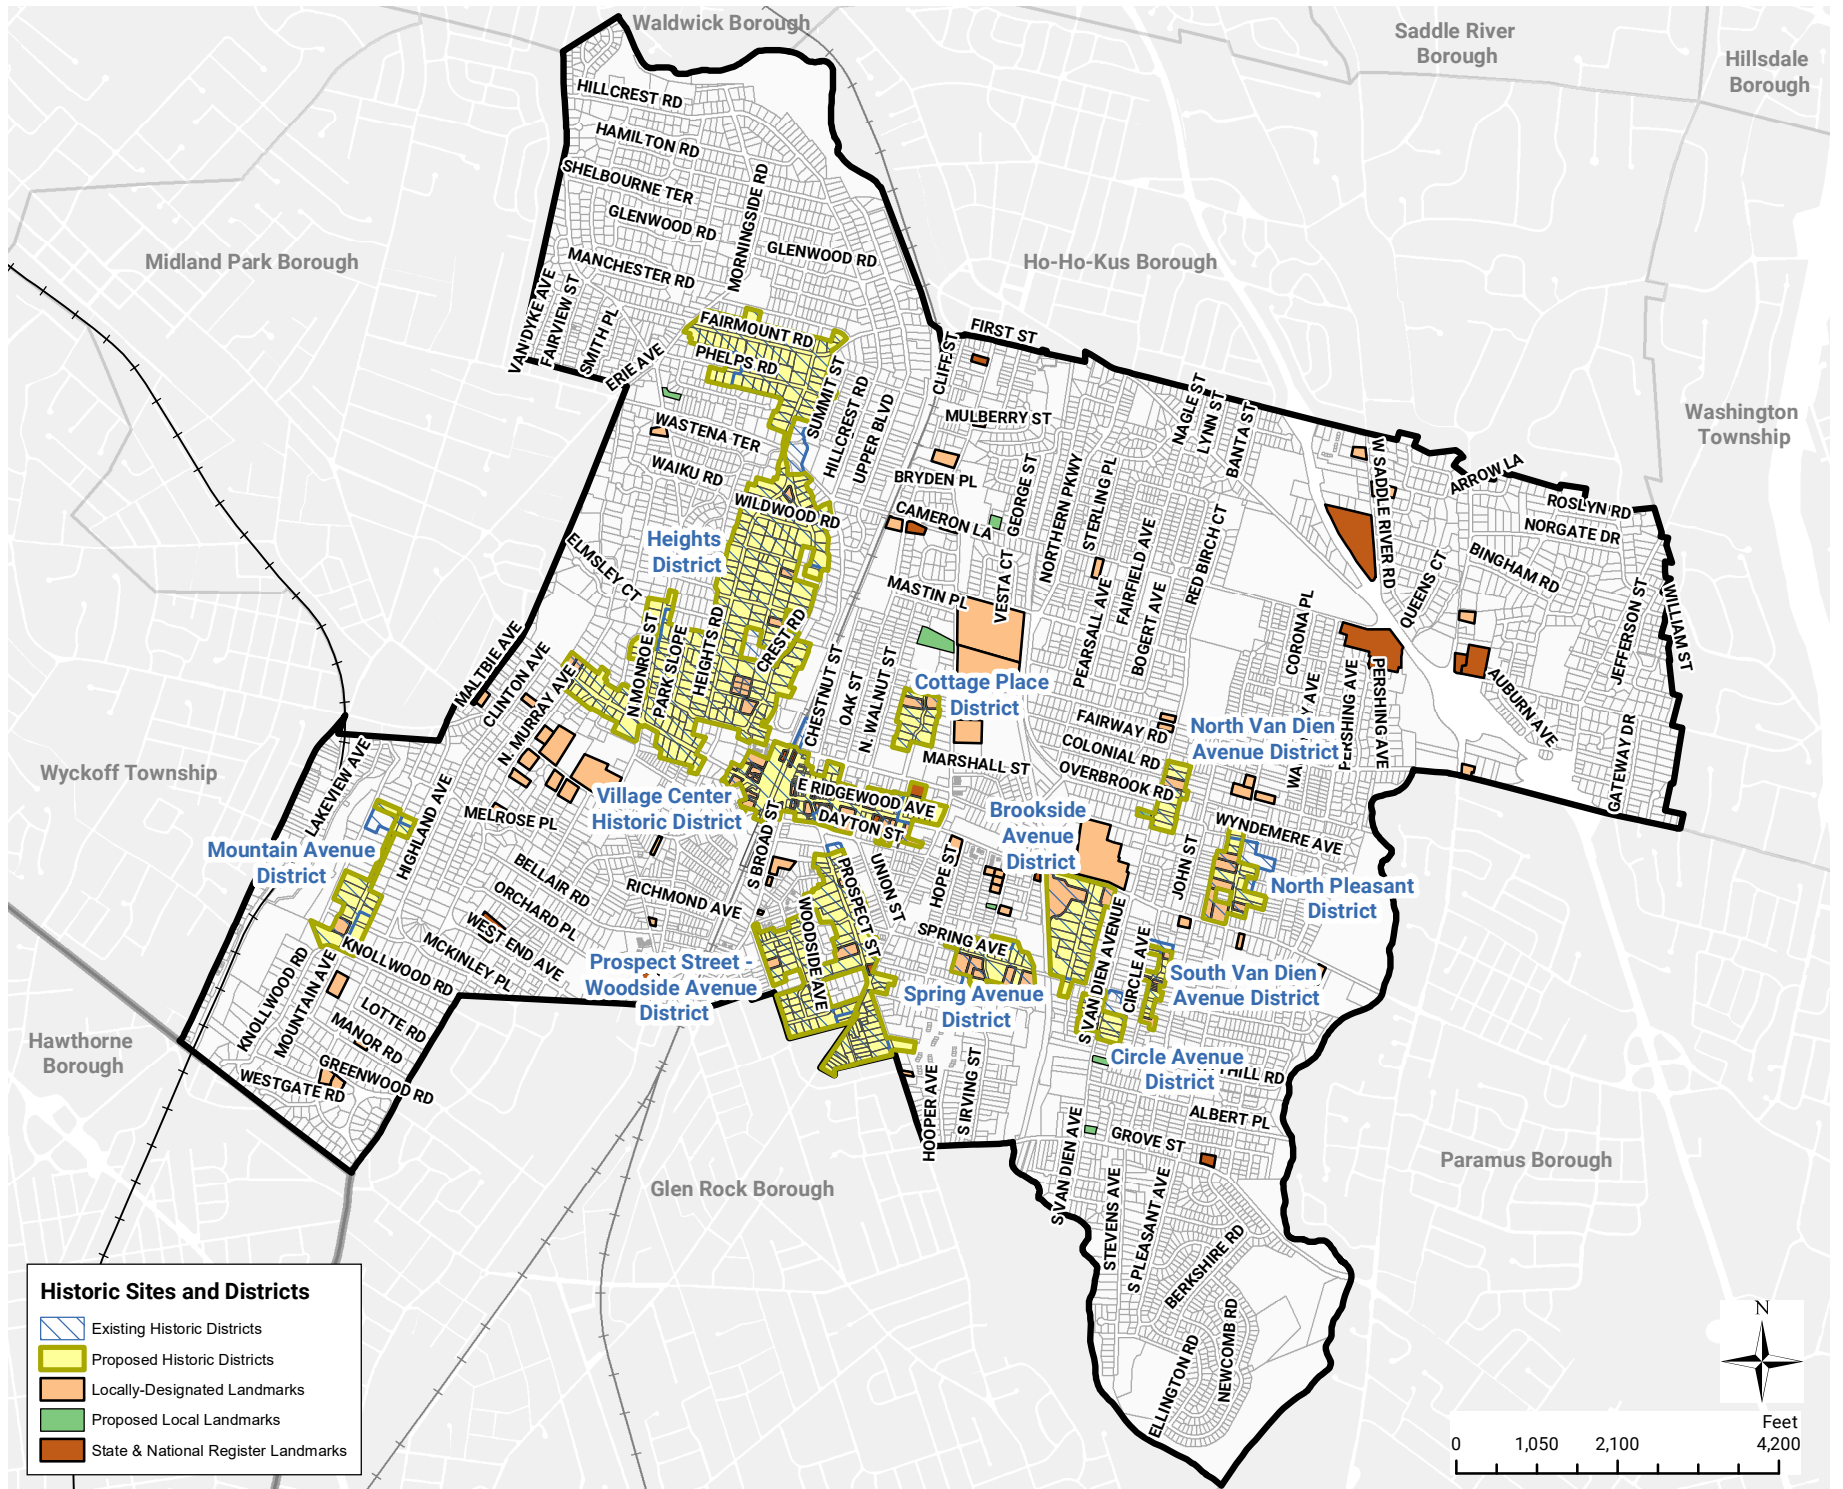 Waldwick Borough
Saddle River
Borough
Hillsdale
Borough
HILLCREST RD
HAMILTON RD
SHELBOURNE TER
GLENWOOD RD
MORNINGSIDE RD
GLENWOOD RD
Midland Park Borough
Ho-Ho-Kus Borough
MANCHESTER RD
VAN DYKE AVE
FAIRVIEW ST
SMITH PL
ERIE AVE
FAIRMOUNT RD
PHELPS RD
FIRST ST
CLIFF ST
SUMMIT ST
HILLCREST RD
UPPER BLVD
MULBERRY ST
NAGLE ST
LYNN ST
BANTA ST
Washington
Township
WASTENA TER
WAIKU RD
WILDWOOD RD
BRYDEN PL
CAMERON LA
GEORGE ST
NORTHERN PKWY
STERLING PL
W SADDLE RIVER RD
ARROW LA
ROSLYN RD
NORGATE DR
BINGHAM RD
Heights
District
ELMSLEY CT
MASTIN PL
VESTA CT
PEARSALL AVE
FAIRFIELD AVE
BOGERT AVE
RED BIRCH CT
QUEENS CT
JEFFERSON ST
WILLIAM ST
N MONROE ST
PARK SLOPE
HEIGHTS RD
CREST RD
CHESTNUT ST
OAK ST
N WALNUT ST
CORONA PL
PERSHING AVE
PERSHING AVE
AUBURN AVE
GATEWAY DR
MALTBIE AVE
CLINTON AVE
N. MURRAY AVE
Cottage Place
District
FAIRWAY RD
COLONIAL RD
OVERBROOK RD
North Van Dien
Avenue District
MARSHALL ST
Wyckoff Township
LAKEVIEW AVE
HIGHLAND AVE
MELROSE PL
Village Center
Historic District
E RIDGEWOOD AVE
DAYTON ST
S BROAD ST
Brookside
Avenue
District
WYNDEMERE AVE
JOHN ST
Mountain Avenue
District
BELLAIR RD
ORCHARD PL
RICHMOND AVE
WEST END AVE
PROSPECT ST
UNION ST
HOPE ST
WOODSIDE AVE
North Pleasant
District
KNOLLWOOD RD
MCKINLEY PL
SPRING AVE
S VAN DIEN AVENUE
CIRCLE AVE
Prospect Street -
Woodside Avenue
District
Spring Avenue
District
South Van Dien
Avenue District
KNOLLWOOD RD
MOUNTAIN AVE
LOTTE RD
MANOR RD
GREENWOOD RD
WESTGATE RD
Hawthorne
Borough
Circle Avenue
District
HILL RD
ALBERT PL
GROVE ST
HOOPER AVE
S IRVING ST
S VAN DIEN AVE
STEVENS AVE
S PLEASANT AVE
BERKSHIRE RD
NEWCOMB RD
ELLINGTON RD
Glen Rock Borough
Paramus Borough
Historic Sites and Districts
Existing Historic Districts
Proposed Historic Districts
Locally-Designated Landmarks
Proposed Local Landmarks
State & National Register Landmarks
N
Feet
0 1,050 2,100 4,200